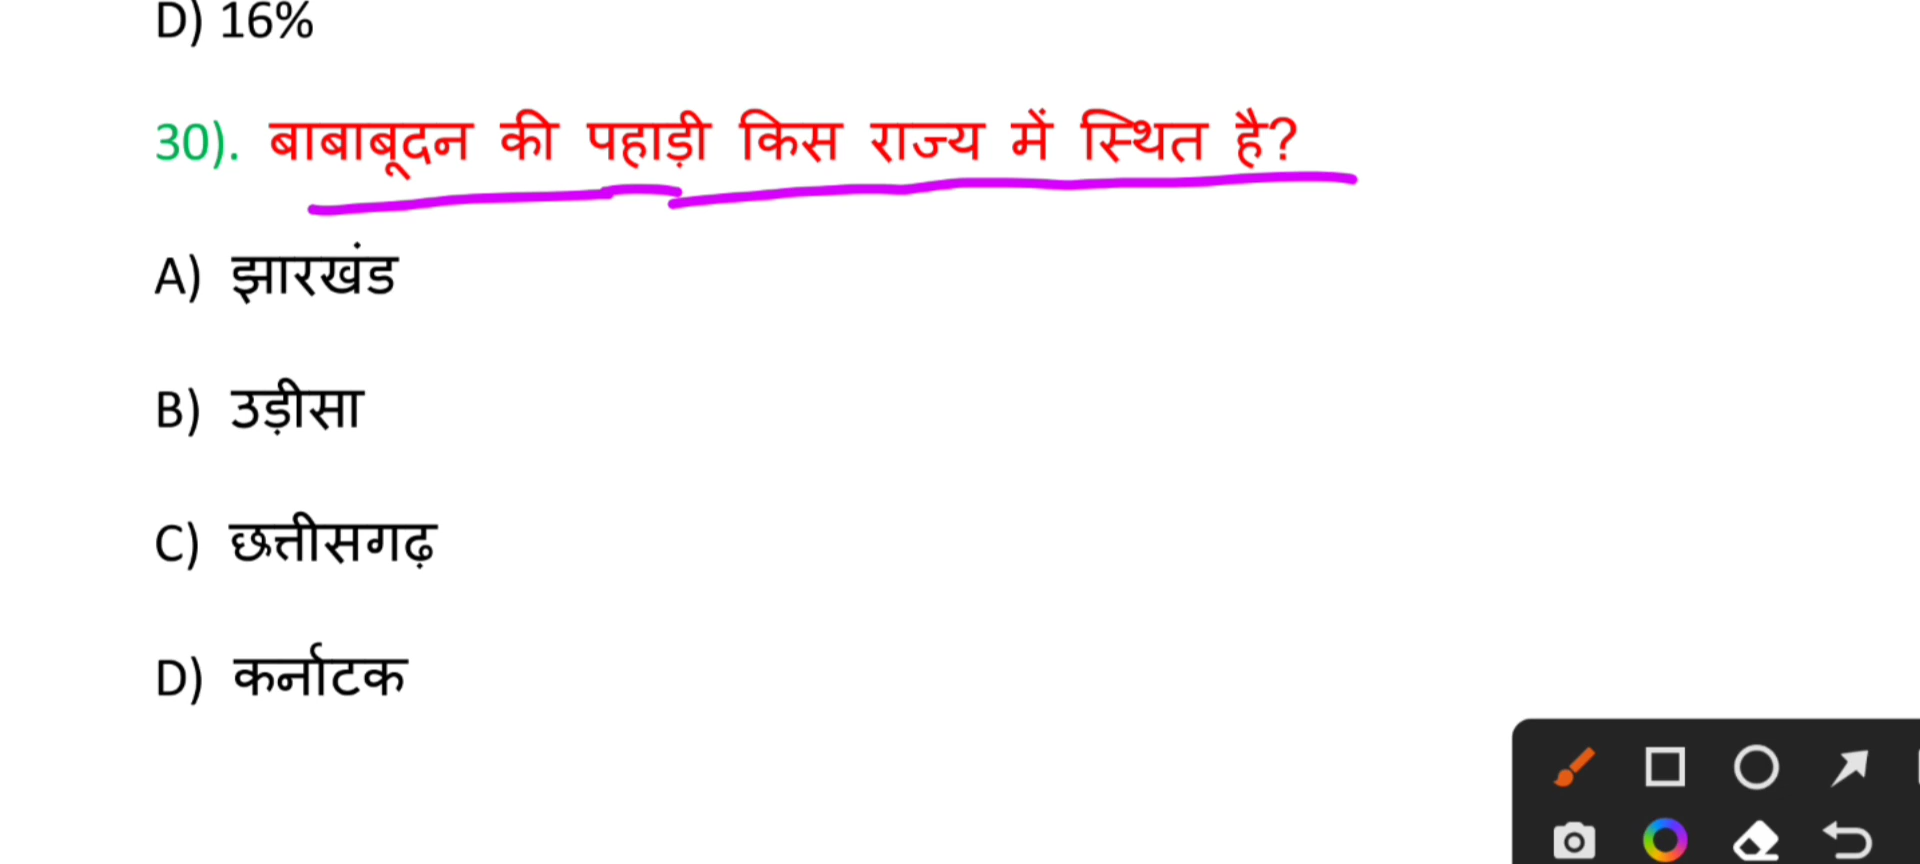 D) 16%
30). बाबाबूदन की पहाड़ी किस राज्य में स्थित है?
A) झारखंड
B) उड़ीसा
C) छत्तीसगढ़
D) कर्नाटक